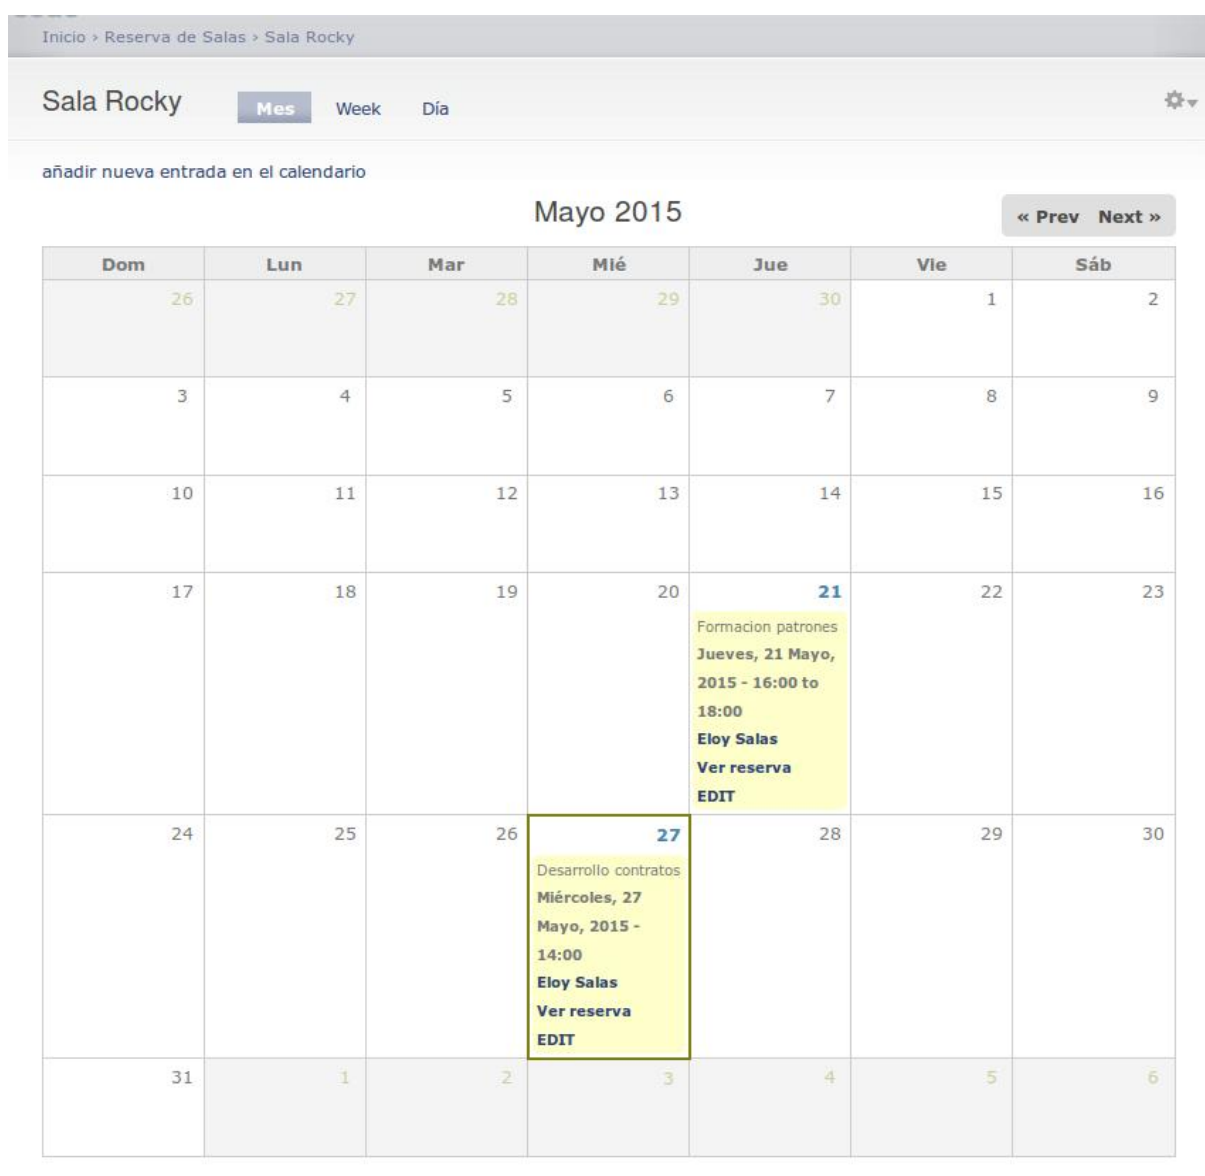 Inicio › Reserva de Salas › Sala Rocky
Sala Rocky Mes Week Día
añadir nueva entrada en el calendario
Mayo 2015 « Prev Next »
Dom Lun Mar Mié Jue Vie Sáb
26 27 28 29 30 1 2
3 4 5 6 7 8 9
10 11 12 13 14 15 16
17 18 19 20 21 22 23
Formacion patrones
Jueves, 21 Mayo,
2015 - 16:00 to
18:00
Eloy Salas
Ver reserva
EDIT
24 25 26 27 28 29 30
Desarrollo contratos
Miércoles, 27
Mayo, 2015 -
14:00
Eloy Salas
Ver reserva
EDIT
31 1 2 3 4 5 6